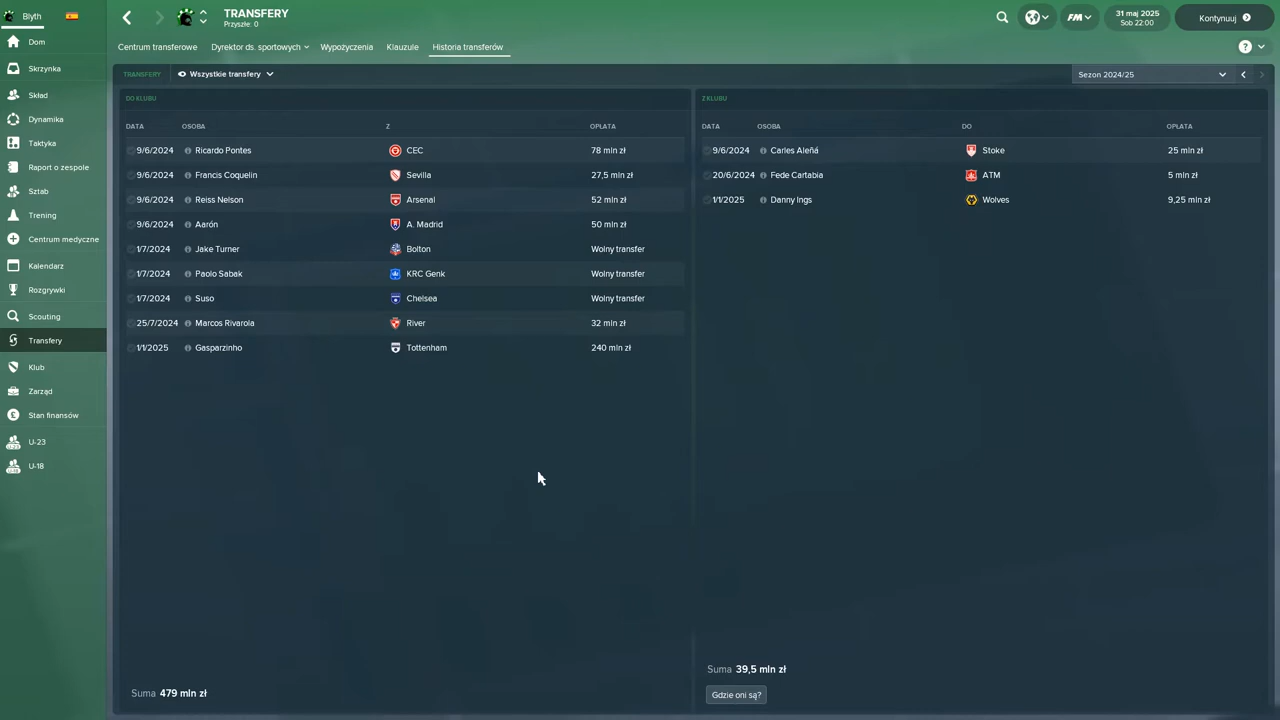 Blyth
TRANSFERY
Przyszłe: 0
31 maj 2025
Sob 22:00
Kontynuuj
FM
Centrum transferowe
Dyrektor ds. sportowych
Wypożyczenia
Klauzule
Historia transferów
?
Dom
Skrzynka
Skład
Dynamika
Taktyka
Raport o zespole
Sztab
Trening
Centrum medyczne
Kalendarz
Rozgrywki
Scouting
Transfery
Klub
Zarząd
Stan finansów
U-23
U-18
TRANSFERY
Wszystkie transfery
Sezon 2024/25
DO KLUBU
DATA OSOBA Z OPŁATA
9/6/2024 Ricardo Pontes CEC 78 mln zł
9/6/2024 Francis Coquelin Sevilla 27,5 mln zł
9/6/2024 Reiss Nelson Arsenal 52 mln zł
9/6/2024 Aarón A. Madrid 50 mln zł
1/7/2024 Jake Turner Bolton Wolny transfer
1/7/2024 Paolo Sabak KRC Genk Wolny transfer
1/7/2024 Suso Chelsea Wolny transfer
25/7/2024 Marcos Rivarola River 32 mln zł
1/1/2025 Gasparzinho Tottenham 240 mln zł
Suma 479 mln zł
Z KLUBU
DATA OSOBA DO OPŁATA
9/6/2024 Carles Aleñá Stoke 25 mln zł
20/6/2024 Fede Cartabia ATM 5 mln zł
1/1/2025 Danny Ings Wolves 9,25 mln zł
Suma 39,5 mln zł
Gdzie oni są?